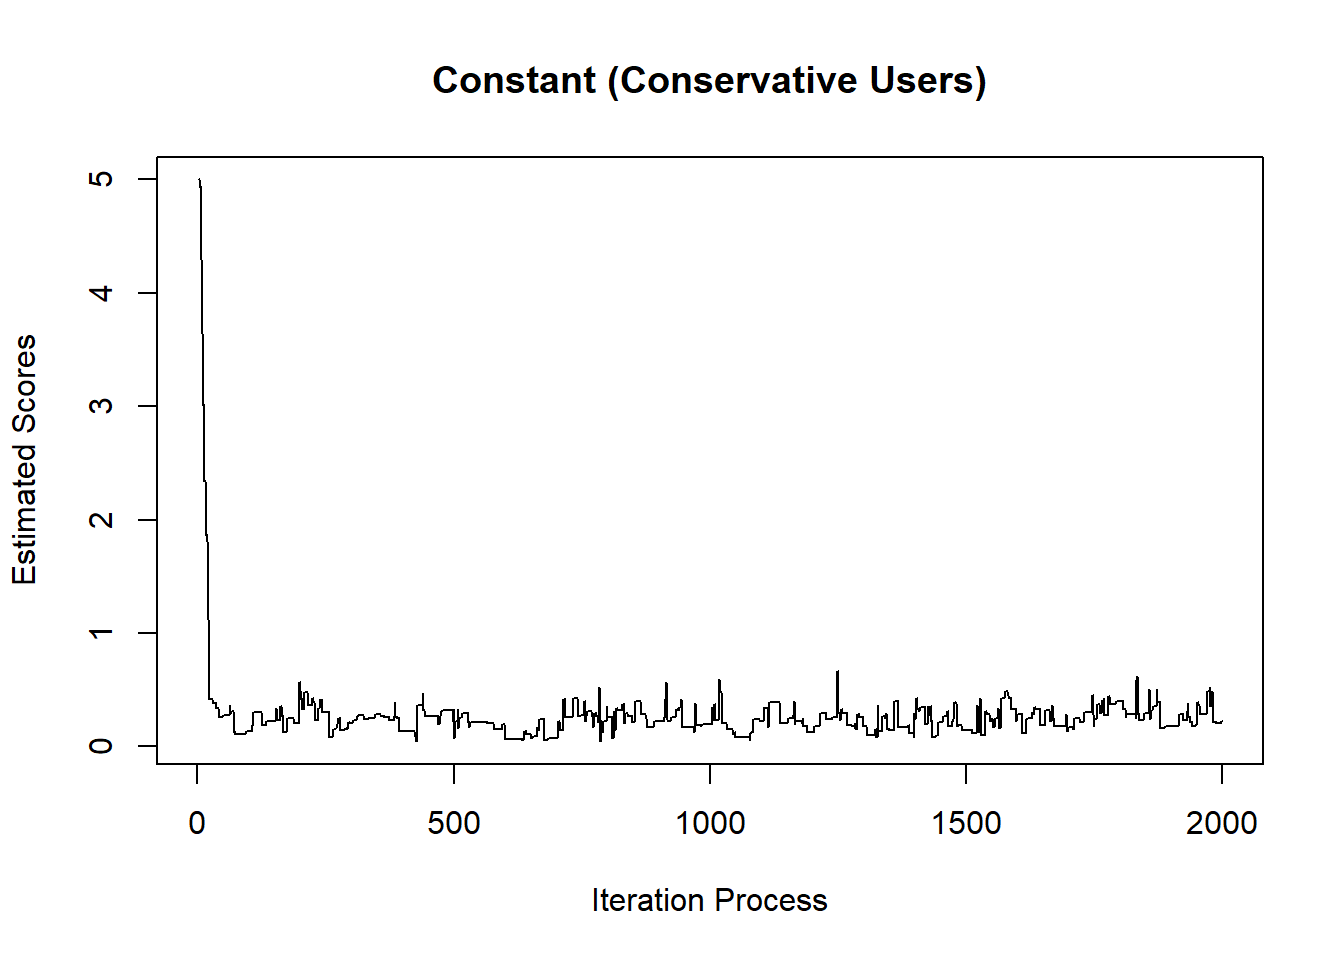 Constant (Conservative Users)
Estimated Scores
5
4
3
2
1
0
0 500 1000 1500 2000
Iteration Process